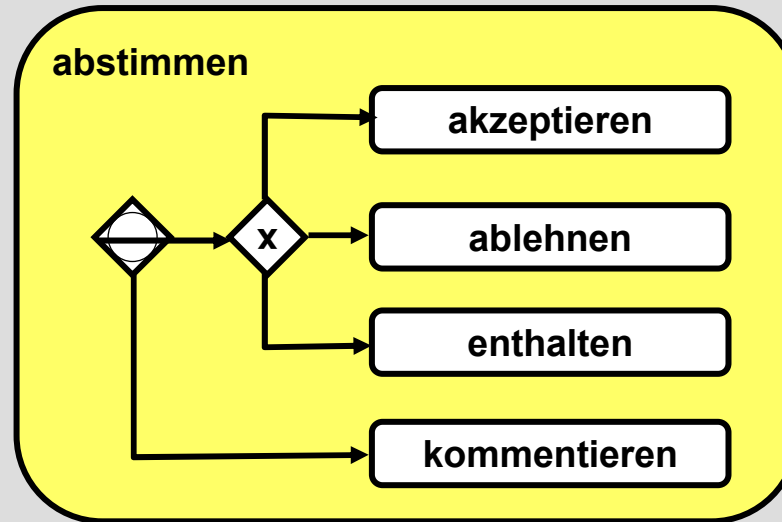 abstimmen
akzeptieren
x
ablehnen
enthalten
kommentieren